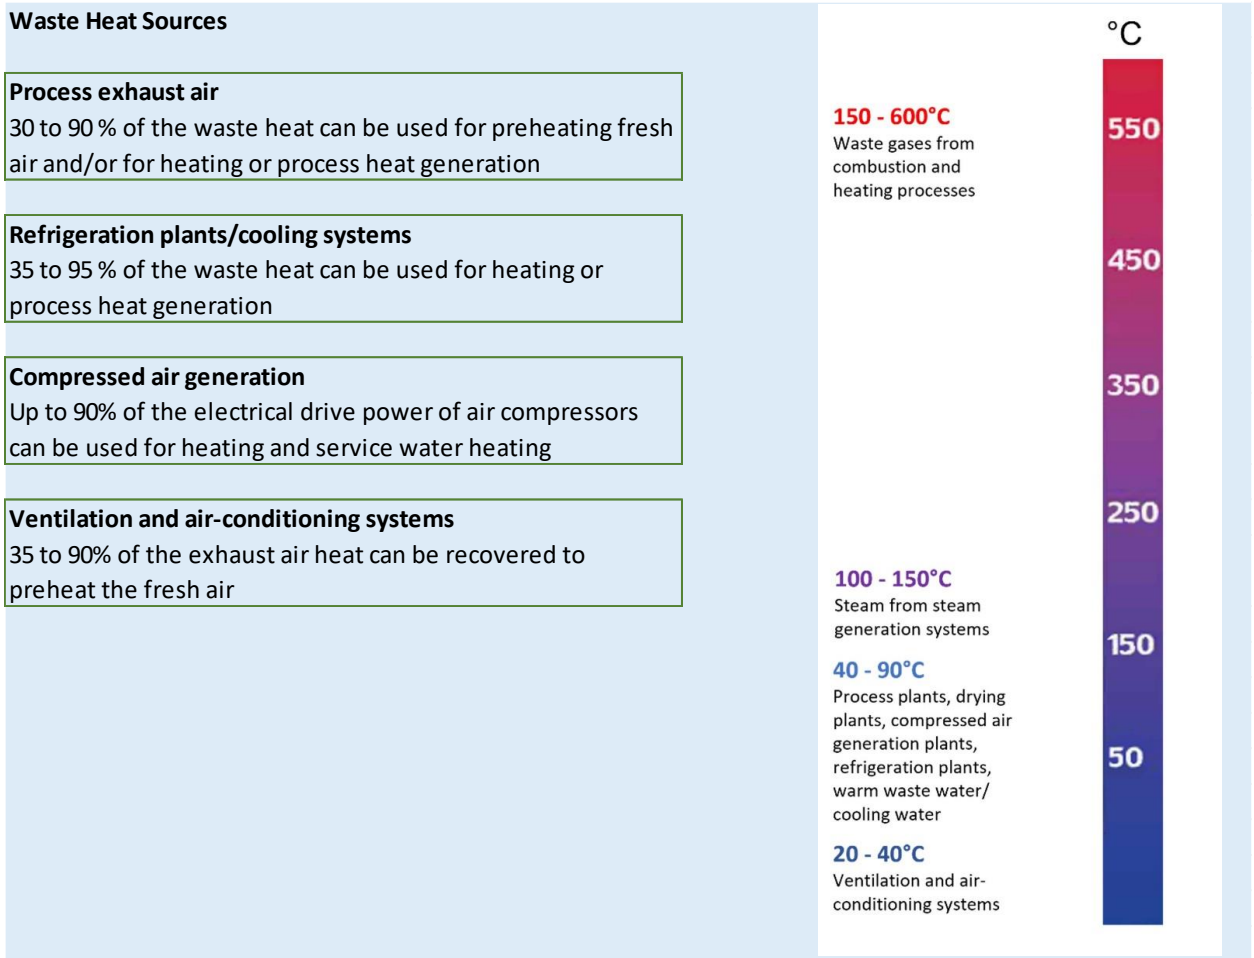 Waste Heat Sources
Process exhaust air
30 to 90 % of the waste heat can be used for preheating fresh
air and/or for heating or process heat generation
Refrigeration plants/cooling systems
35 to 95 % of the waste heat can be used for heating or
process heat generation
Compressed air generation
Up to 90% of the electrical drive power of air compressors
can be used for heating and service water heating
Ventilation and air-conditioning systems
35 to 90% of the exhaust air heat can be recovered to
preheat the fresh air
150 - 600°C
Waste gases from
combustion and
heating processes
100 - 150°C
Steam from steam
generation systems
40 - 90°C
Process plants, drying
plants, compressed air
generation plants,
refrigeration plants,
warm waste water/
cooling water
20 - 40°C
Ventilation and air-
conditioning systems
°C
550
450
350
250
150
50